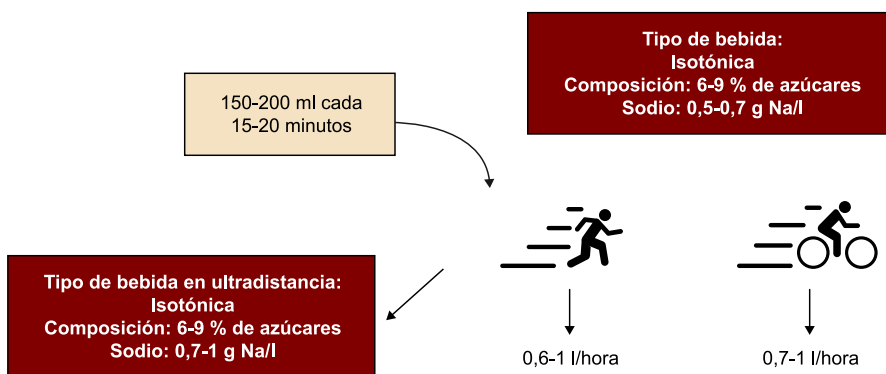 Tipo de bebida:
Isotónica
Composición: 6-9 % de azúcares
Sodio: 0,5-0,7 g Na/l
150-200 ml cada
15-20 minutos
Tipo de bebida en ultradistancia:
Isotónica
Composición: 6-9 % de azúcares
Sodio: 0,7-1 g Na/l
0,6-1 l/hora
0,7-1 l/hora